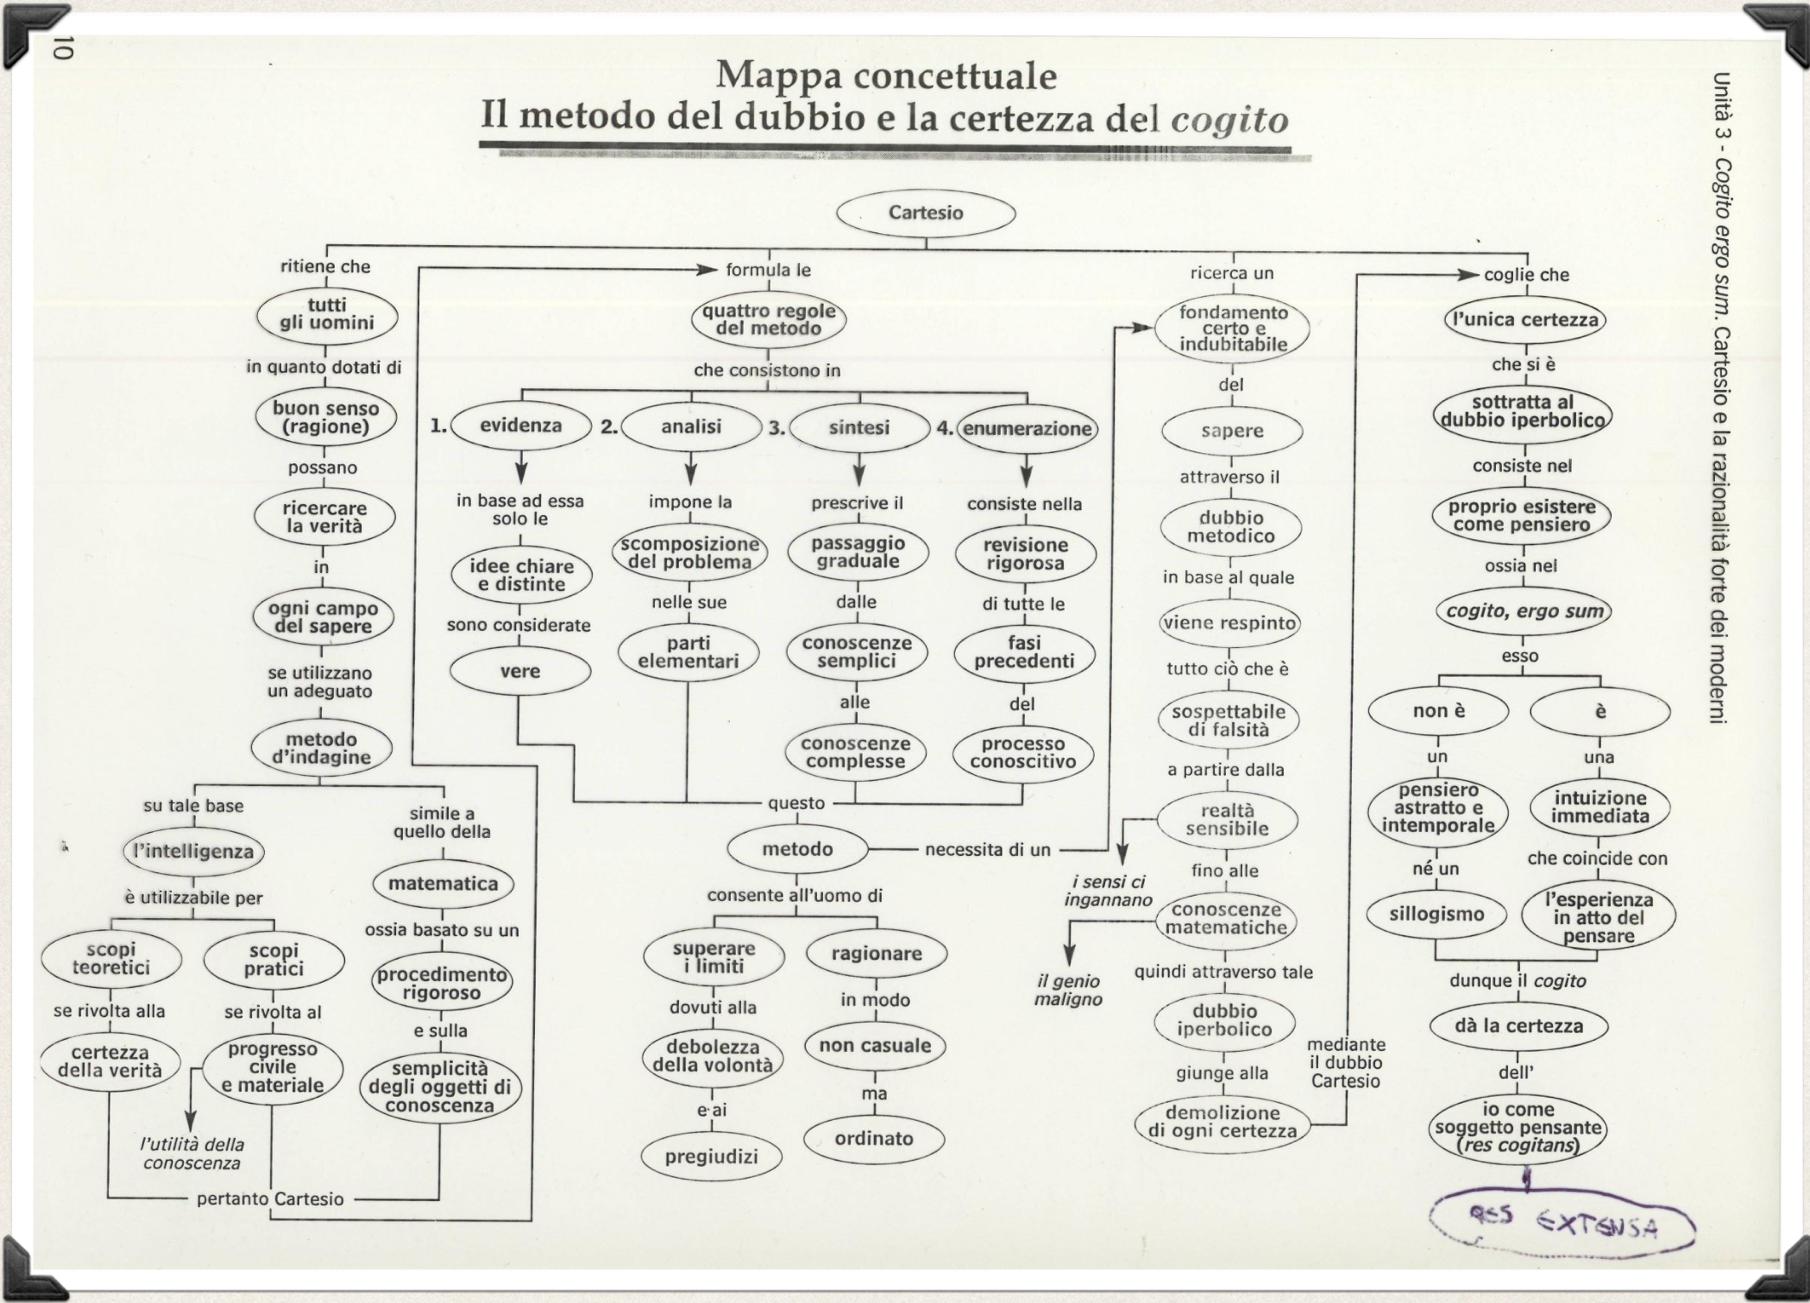 10
Mappa concettuale
Il metodo del dubbio e la certezza del cogito
Unità 3 - Cogito ergo sum. Cartesio e la razionalità forte dei moderni
Cartesio
ritiene che
tutti
gli uomini
in quanto dotati di
buon senso
(ragione)
possano
ricercare
la verità
in
ogni campo
del sapere
se utilizzano
un adeguato
metodo
d'indagine
su tale base
l'intelligenza
è utilizzabile per
scopi
teoretici
se rivolta alla
certezza
della verità
scopi
pratici
se rivolta al
progresso
civile
e materiale
l'utilità della
conoscenza
simile a
quello della
matematica
ossia basato su un
procedimento
rigoroso
e sulla
semplicità
degli oggetti di
conoscenza
pertanto Cartesio
formula le
quattro regole
del metodo
che consistono in
1.
evidenza
in base ad essa
solo le
idee chiare
e distinte
sono considerate
vere
2.
analisi
impone la
scomposizione
del problema
nelle sue
parti
elementari
3.
sintesi
prescrive il
passaggio
graduale
dalle
conoscenze
semplici
alle
conoscenze
complesse
4.
enumerazione
consiste nella
revisione
rigorosa
di tutte le
fasi
precedenti
del
processo
conoscitivo
questo
metodo
necessita di un
consente all'uomo di
superare
i limiti
dovuti alla
debolezza
della volontà
e ai
pregiudizi
ragionare
in modo
non casuale
ma
ordinato
ricerca un
fondamento
certo e
indubitabile
del
sapere
attraverso il
dubbio
metodico
in base al quale
viene respinto
tutto ciò che è
sospettabile
di falsità
a partire dalla
realtà
sensibile
i sensi ci
ingannano
fino alle
conoscenze
matematiche
il genio
maligno
quindi attraverso tale
dubbio
iperbolico
giunge alla
demolizione
di ogni certezza
mediante
il dubbio
Cartesio
coglie che
l'unica certezza
che si è
sottratta al
dubbio iperbolico
consiste nel
proprio esistere
come pensiero
ossia nel
cogito, ergo sum
esso
non è
un
pensiero
astratto e
intemporale
né un
sillogismo
è
una
intuizione
immediata
che coincide con
l'esperienza
in atto del
pensare
dunque il cogito
dà la certezza
dell'
io come
soggetto pensante
(res cogitans)
RES EXTENSA